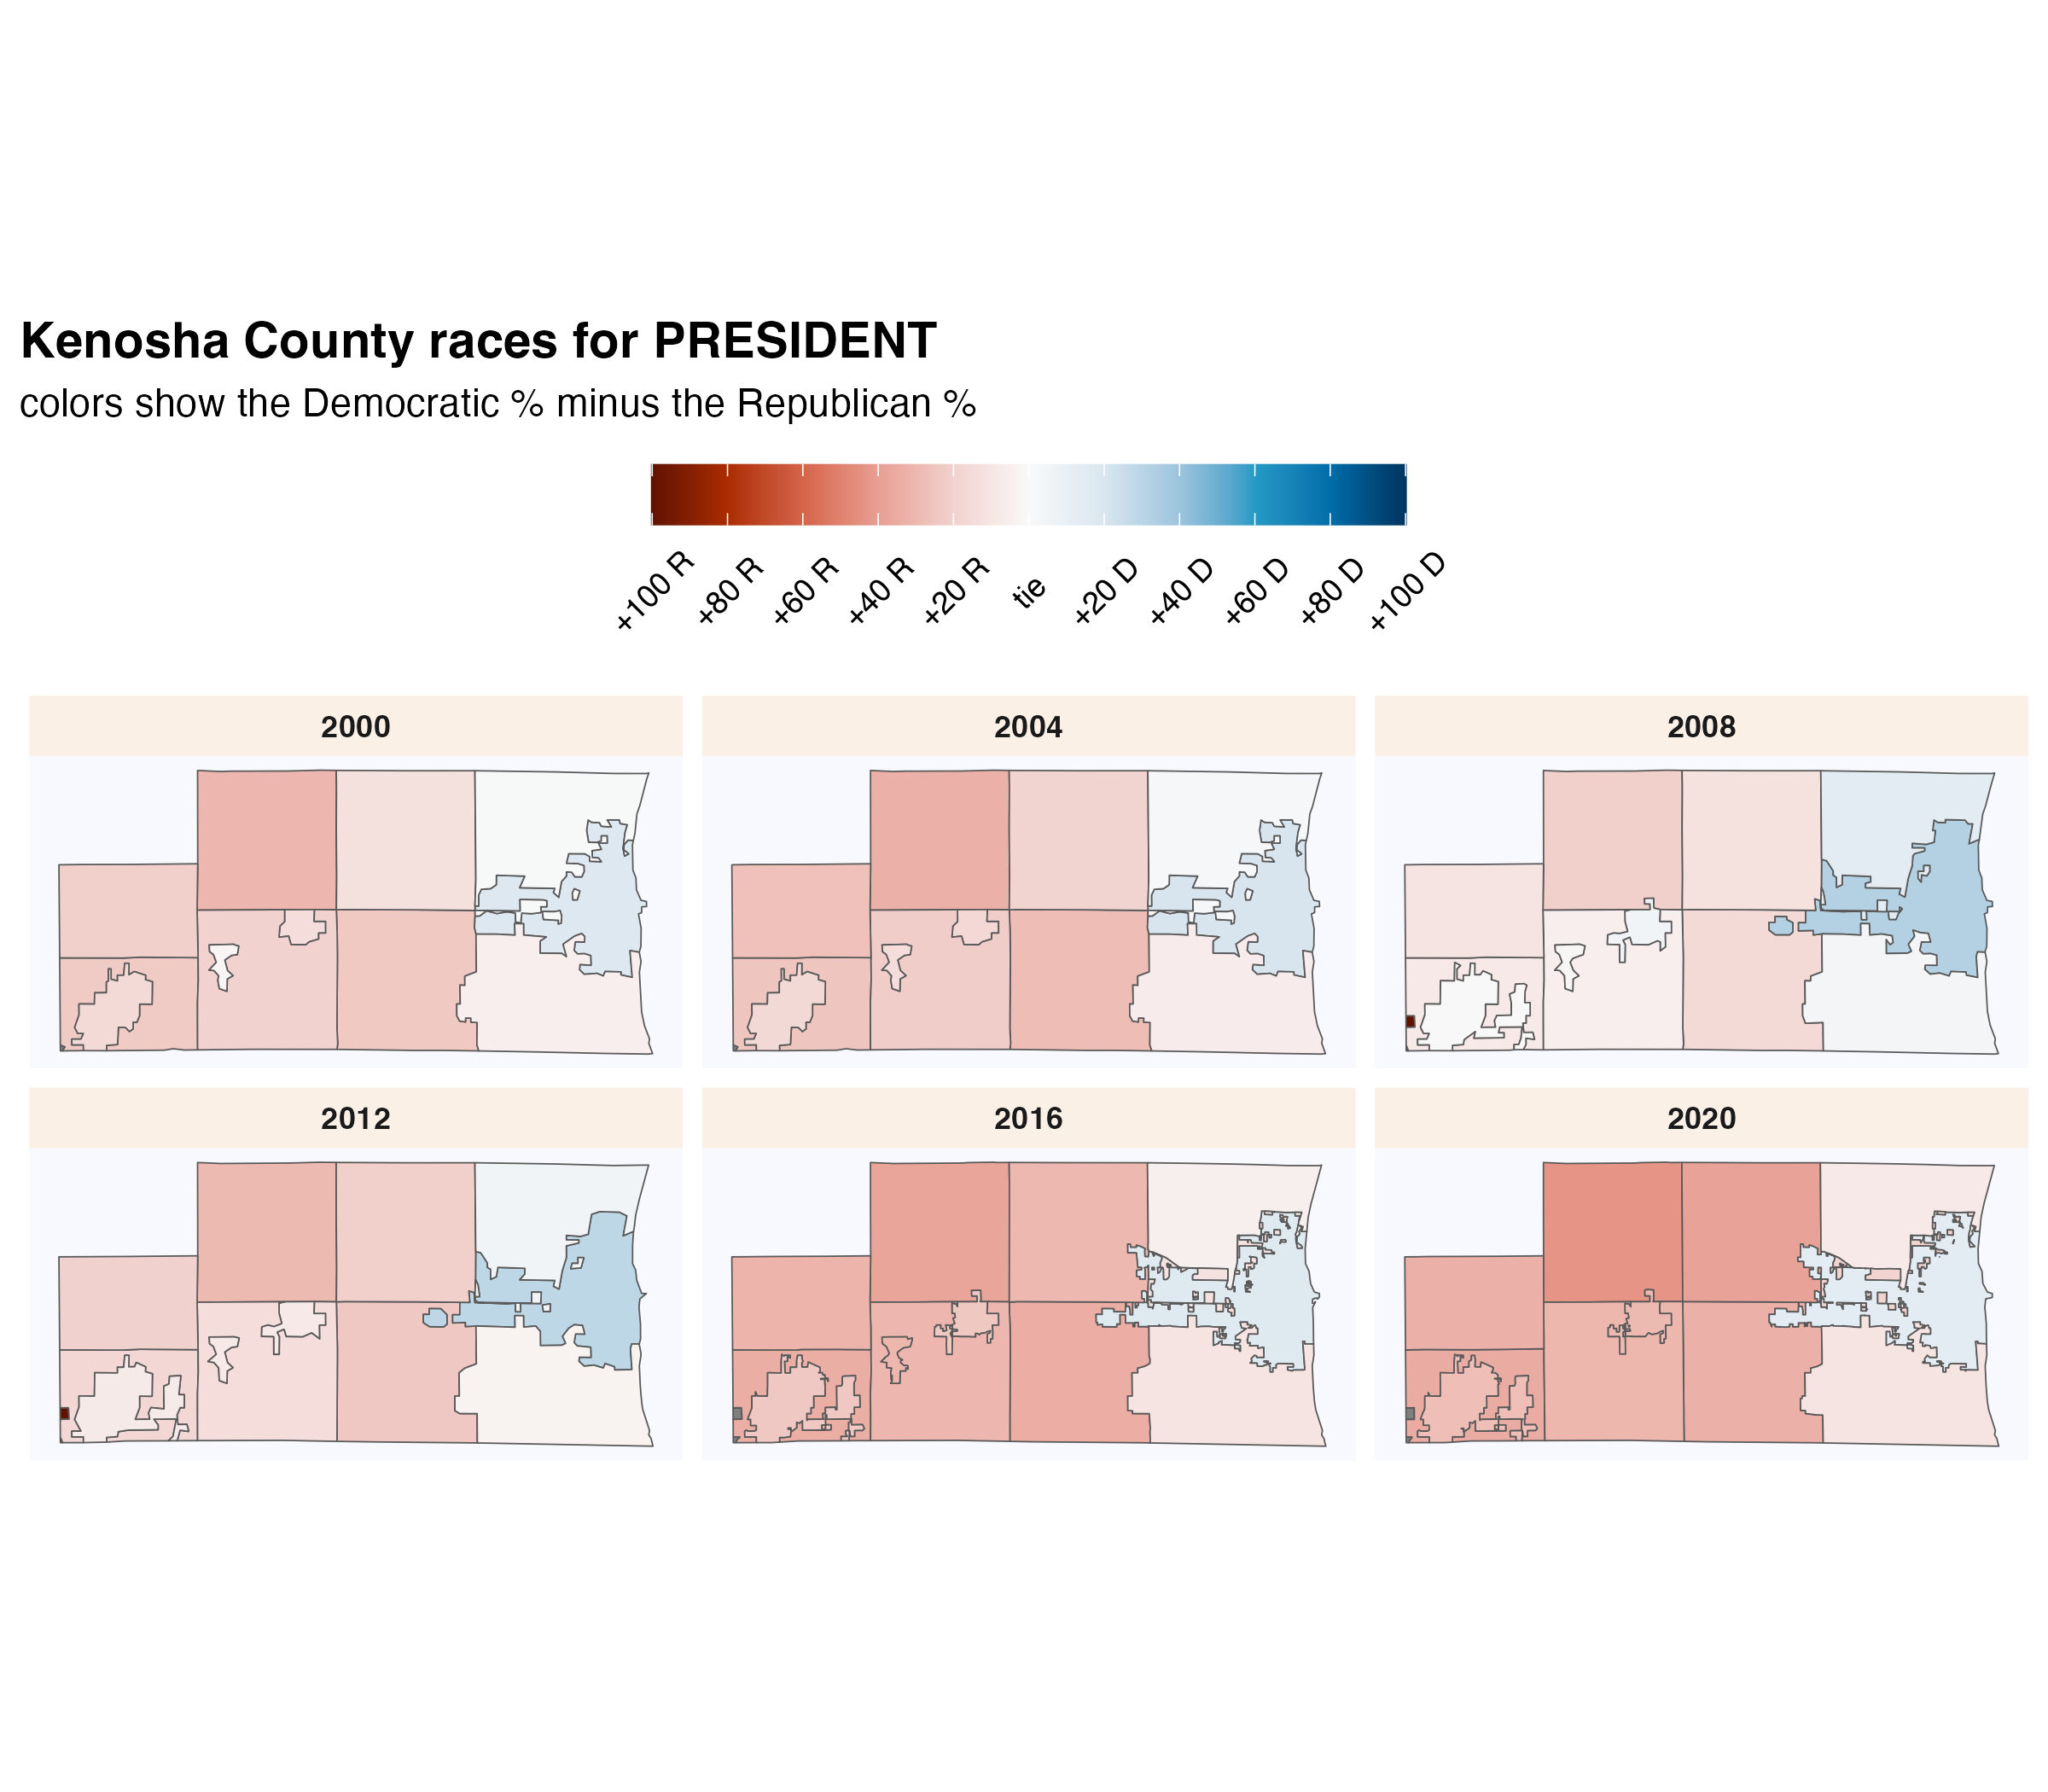 Kenosha County races for PRESIDENT
colors show the Democratic % minus the Republican %
+100 R +80 R +60 R +40 R +20 R tie +20 D +40 D +60 D +80 D +100 D
2000 2004 2008
2012 2016 2020